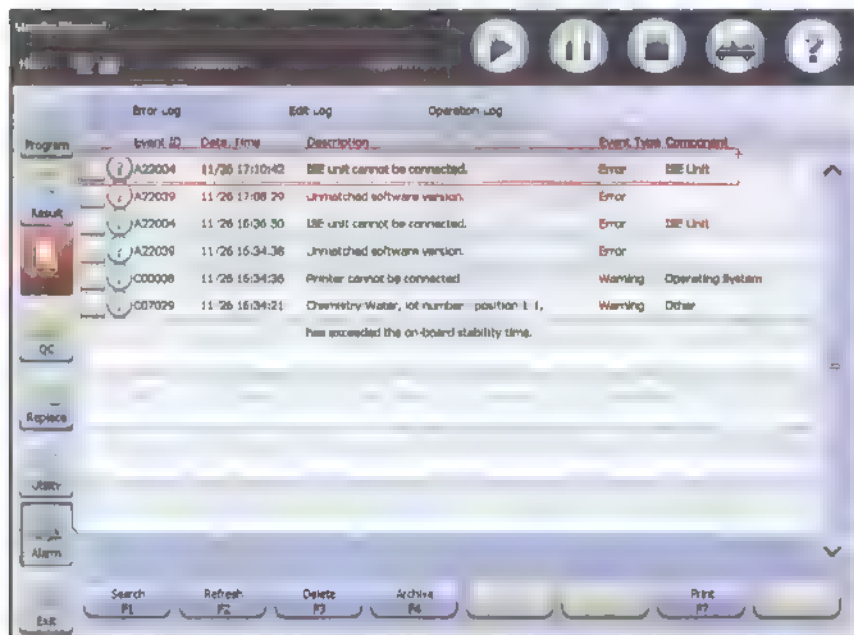 Error Log Edit Log Operation Log
Program
Event ID Date, Time Description Event Type Component
A22004 11/26 17:10:42 ISE unit cannot be connected. Error ISE Unit
A22039 11/26 17:08:29 Unmatched software version. Error
Result
A22004 11/26 16:36:50 ISE unit cannot be connected. Error ISE Unit
A22039 11/26 16:34:38 Unmatched software version. Error
C00008 11/26 16:34:36 Printer cannot be connected Warning Operating System
C07029 11/26 16:34:21 Chemistry Water, lot number position 1-1, Warning Other
has exceeded the on-board stability time.
QC
Replace
Utility
Alarm
Search Refresh Delete Archive Print
F1 F2 F3 F4 F7
Exit